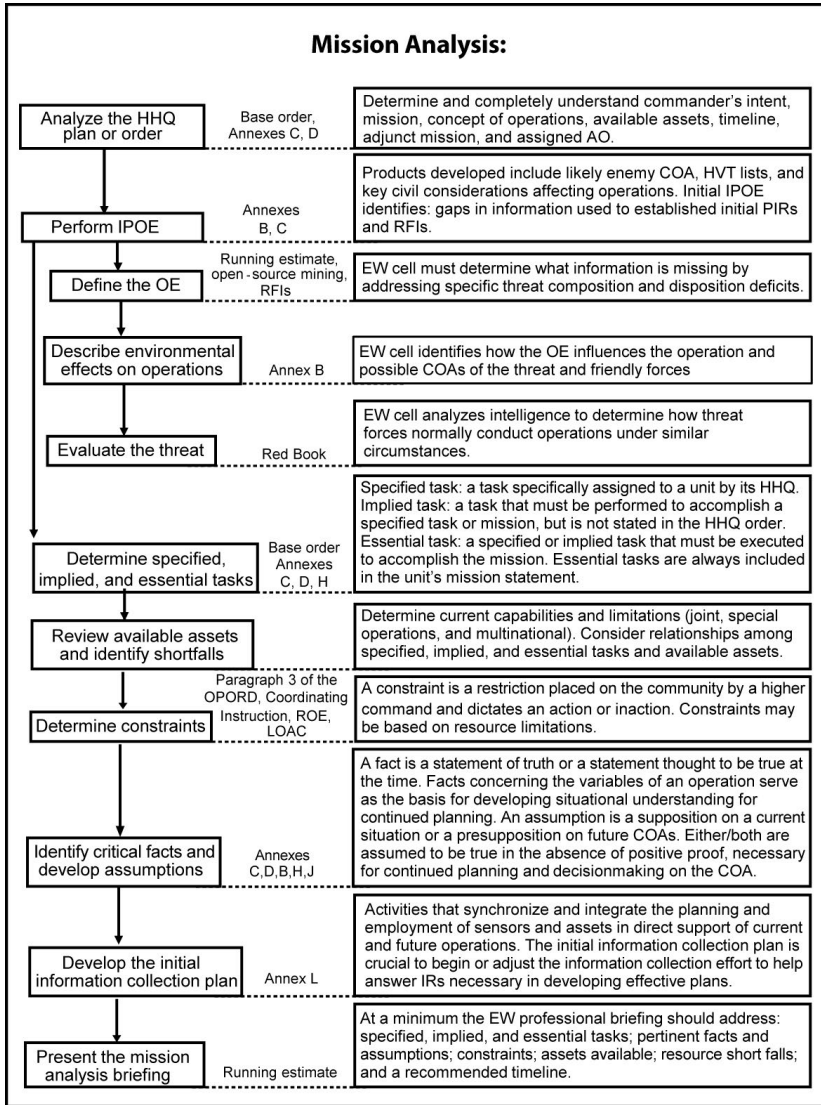 Mission Analysis:
Analyze the HHQ
plan or order
Base order,
Annexes C, D
Determine and completely understand commander's intent,
mission, concept of operations, available assets, timeline,
adjunct mission, and assigned AO.
Perform IPOE
Annexes
B, C
Products developed include likely enemy COA, HVT lists, and
key civil considerations affecting operations. Initial IPOE
identifies: gaps in information used to established initial PIRs
and RFIs.
Define the OE
Running estimate,
open-source mining,
RFIs
EW cell must determine what information is missing by
addressing specific threat composition and disposition deficits.
Describe environmental
effects on operations
Annex B
EW cell identifies how the OE influences the operation and
possible COAs of the threat and friendly forces
Evaluate the threat
Red Book
EW cell analyzes intelligence to determine how threat
forces normally conduct operations under similar
circumstances.
Determine specified,
implied, and essential tasks
Base order
Annexes
C, D, H
Specified task: a task specifically assigned to a unit by its HHQ.
Implied task: a task that must be performed to accomplish a
specified task or mission, but is not stated in the HHQ order.
Essential task: a specified or implied task that must be executed
to accomplish the mission. Essential tasks are always included
in the unit's mission statement.
Review available assets
and identify shortfalls
Determine current capabilities and limitations (joint, special
operations, and multinational). Consider relationships among
specified, implied, and essential tasks and available assets.
Determine constraints
Paragraph 3 of the
OPORD, Coordinating
Instruction, ROE,
LOAC
A constraint is a restriction placed on the community by a higher
command and dictates an action or inaction. Constraints may
be based on resource limitations.
Identify critical facts and
develop assumptions
Annexes
C,D,B,H,J
A fact is a statement of truth or a statement thought to be true at
the time. Facts concerning the variables of an operation serve
as the basis for developing situational understanding for
continued planning. An assumption is a supposition on a current
situation or a presupposition on future COAs. Either/both are
assumed to be true in the absence of positive proof, necessary
for continued planning and decisionmaking on the COA.
Develop the initial
information collection plan
Annex L
Activities that synchronize and integrate the planning and
employment of sensors and assets in direct support of current
and future operations. The initial information collection plan is
crucial to begin or adjust the information collection effort to help
answer IRs necessary in developing effective plans.
Present the mission
analysis briefing
Running estimate
At a minimum the EW professional briefing should address:
specified, implied, and essential tasks; pertinent facts and
assumptions; constraints; assets available; resource short falls;
and a recommended timeline.